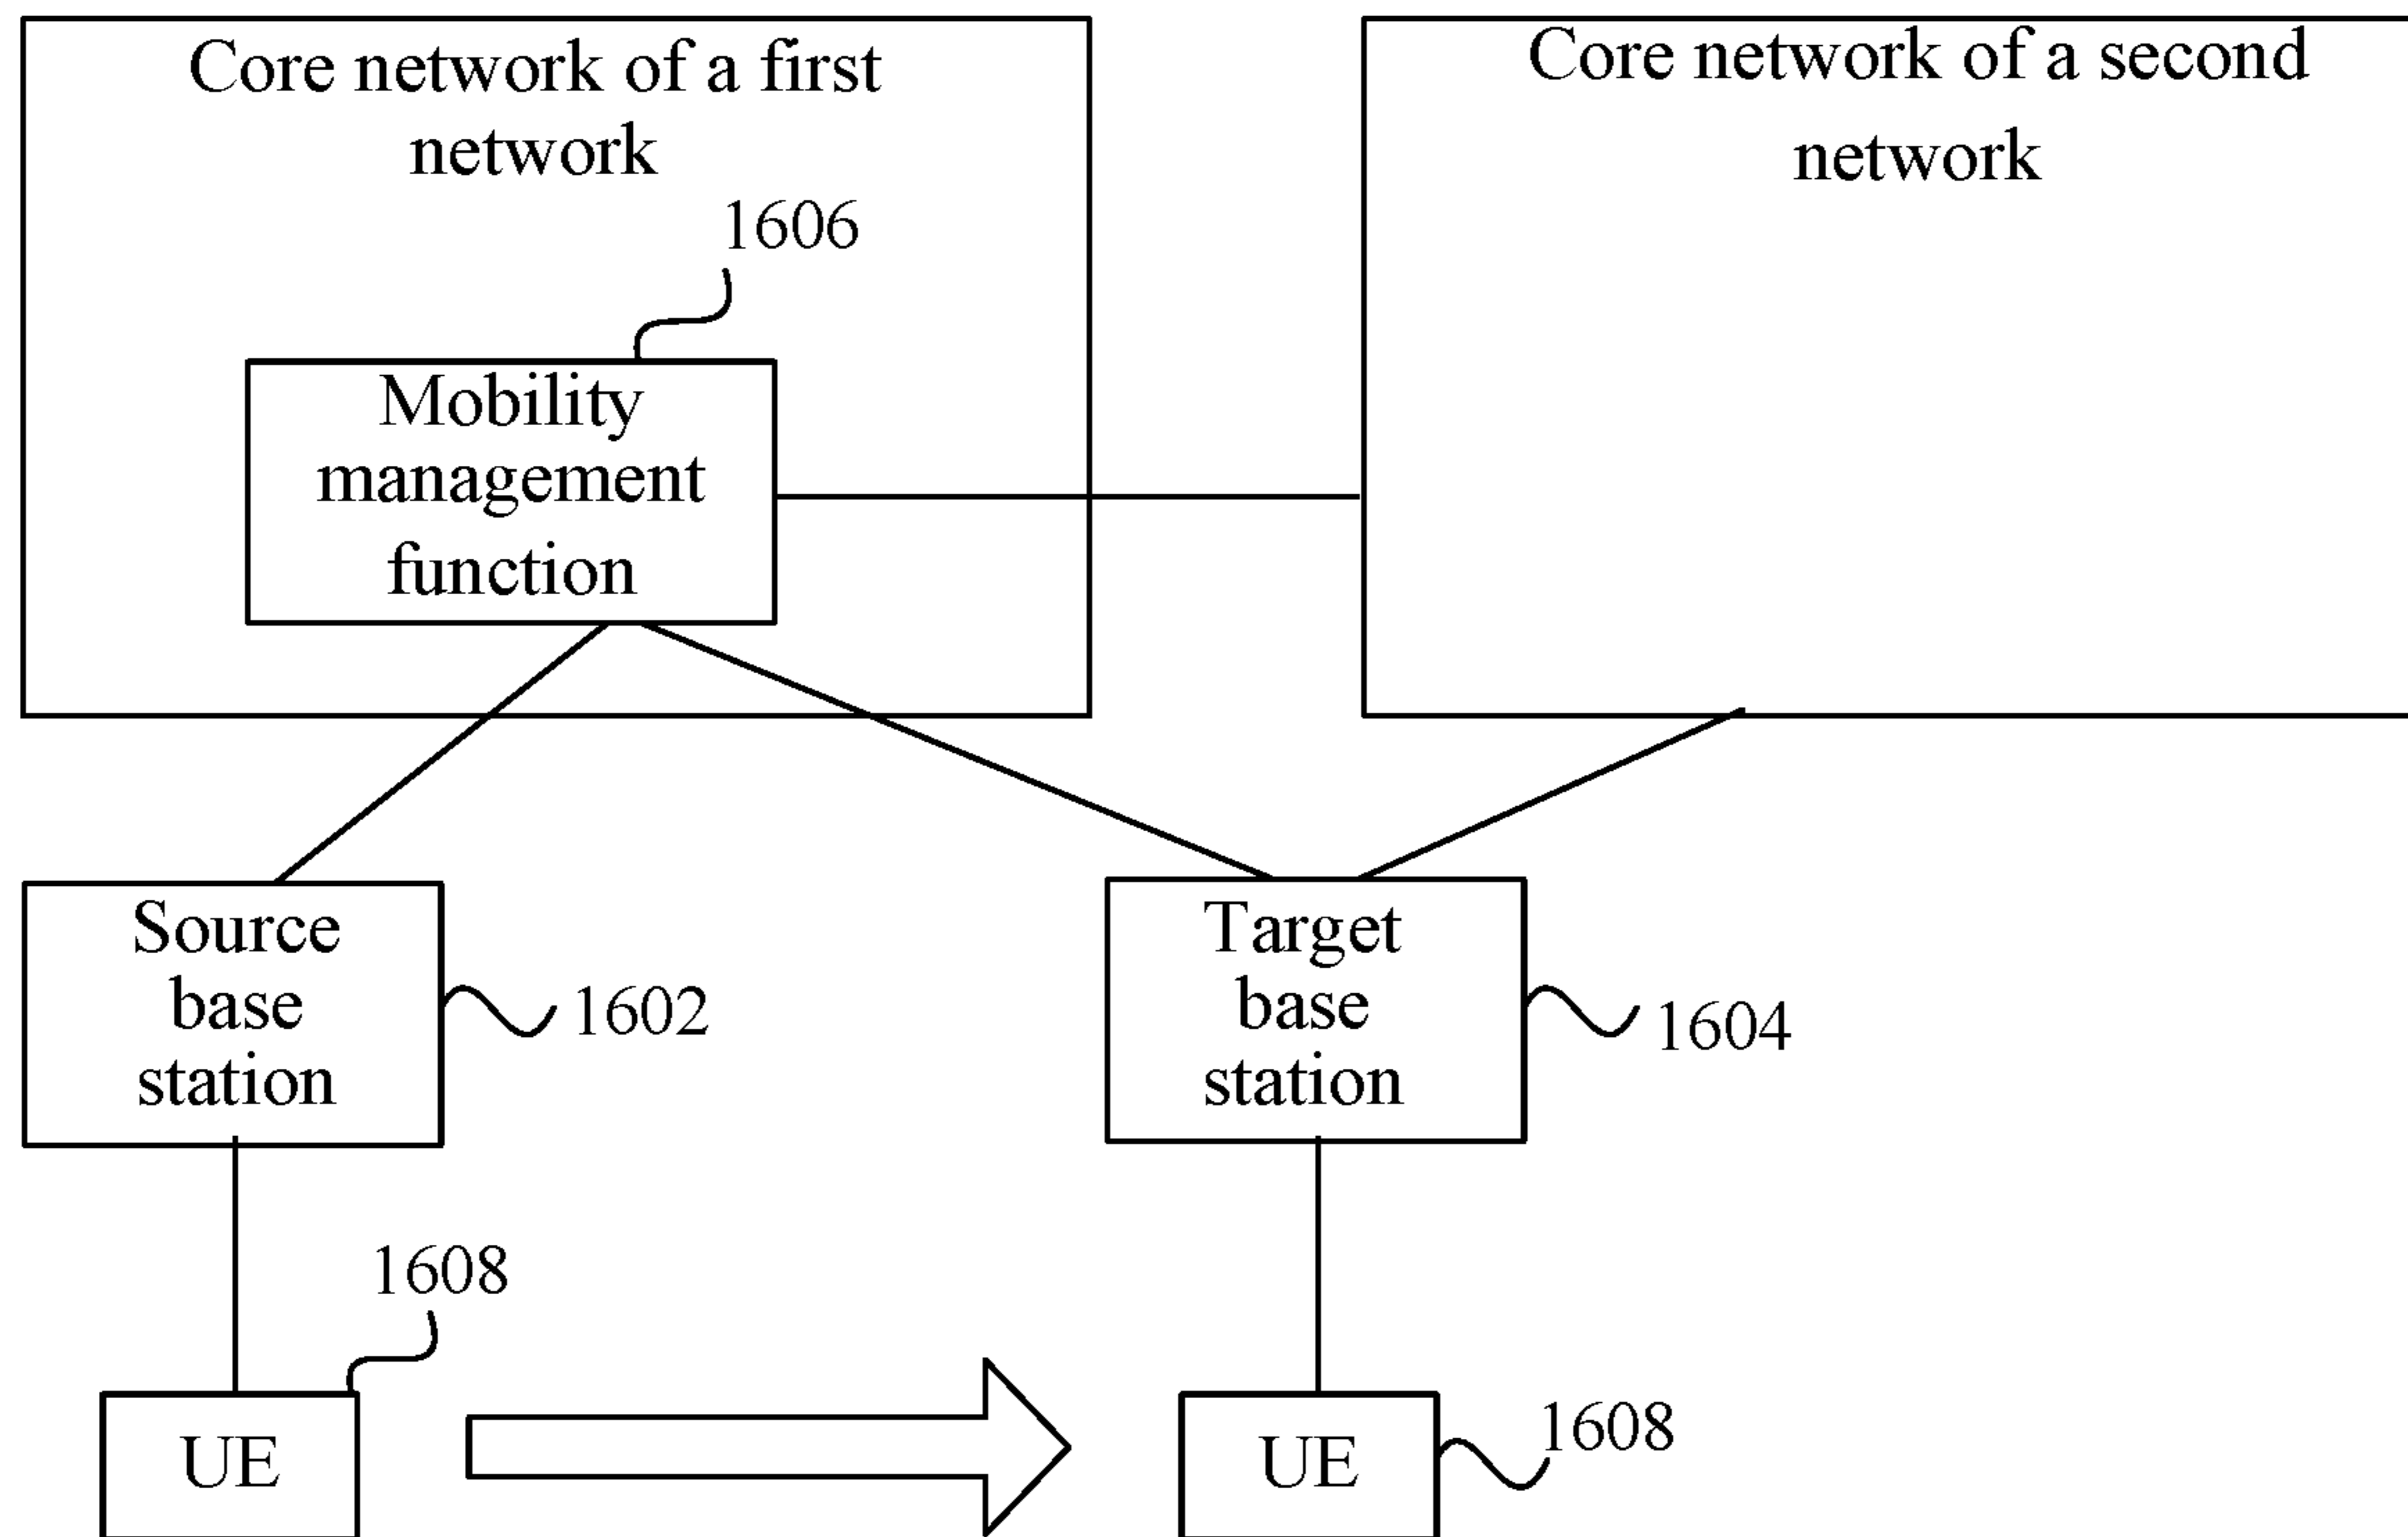 Core network of a first
network
1606
Mobility
management
function
Core network of a second
network
Source
base
station
1602
Target
base
station
1604
1608
UE
UE
1608